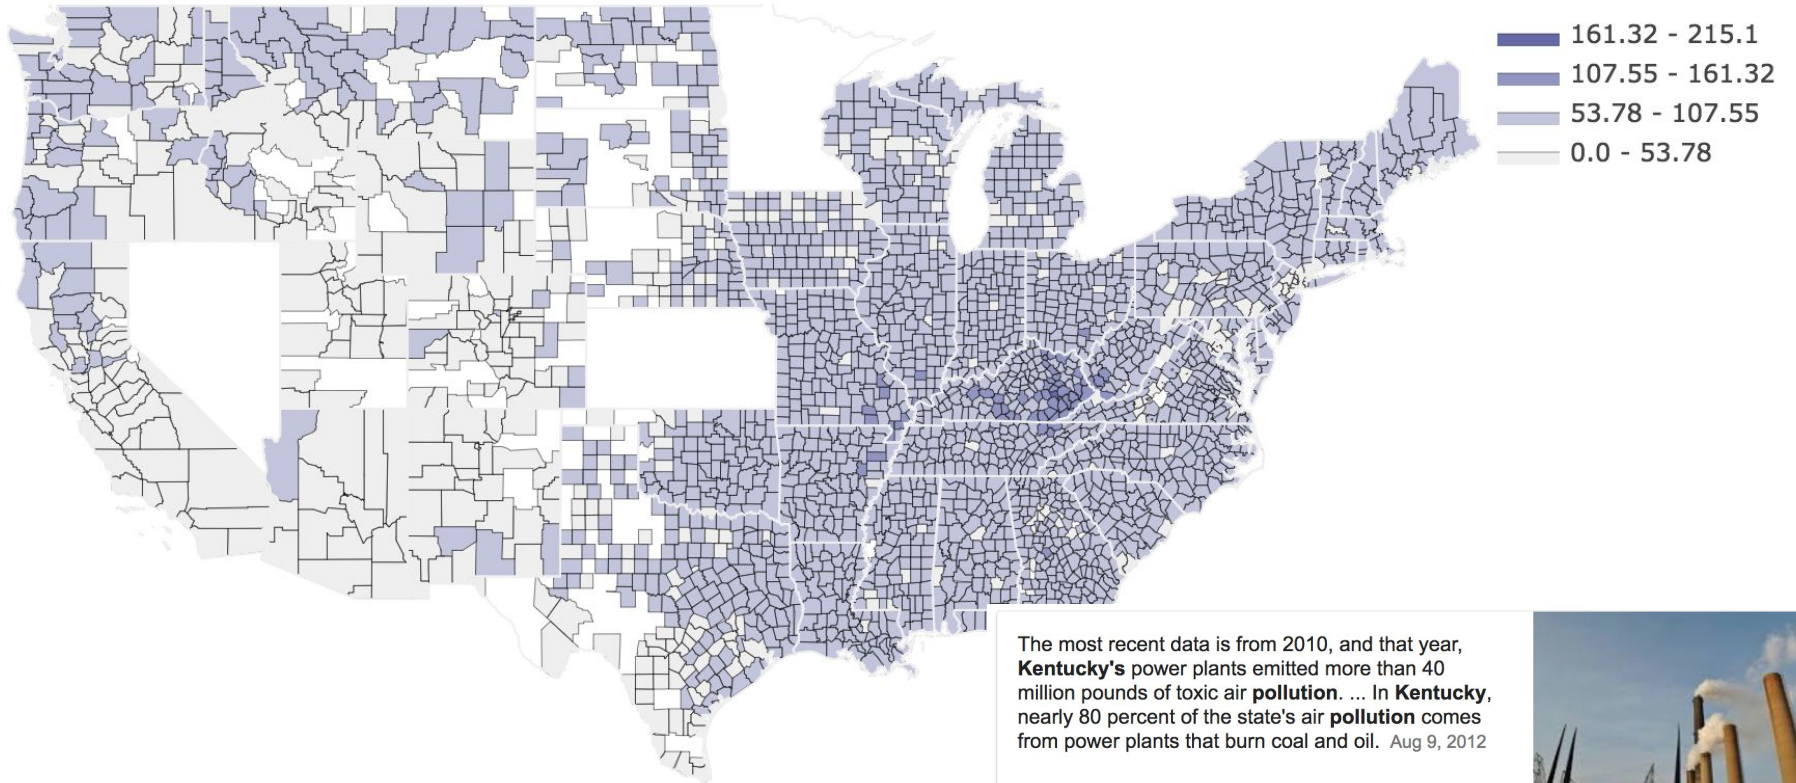 161.32 - 215.1
107.55 - 161.32
53.78 - 107.55
0.0 - 53.78
The most recent data is from 2010, and that year,
Kentucky's power plants emitted more than 40
million pounds of toxic air pollution. ... In Kentucky,
nearly 80 percent of the state's air pollution comes
from power plants that burn coal and oil. Aug 9, 2012